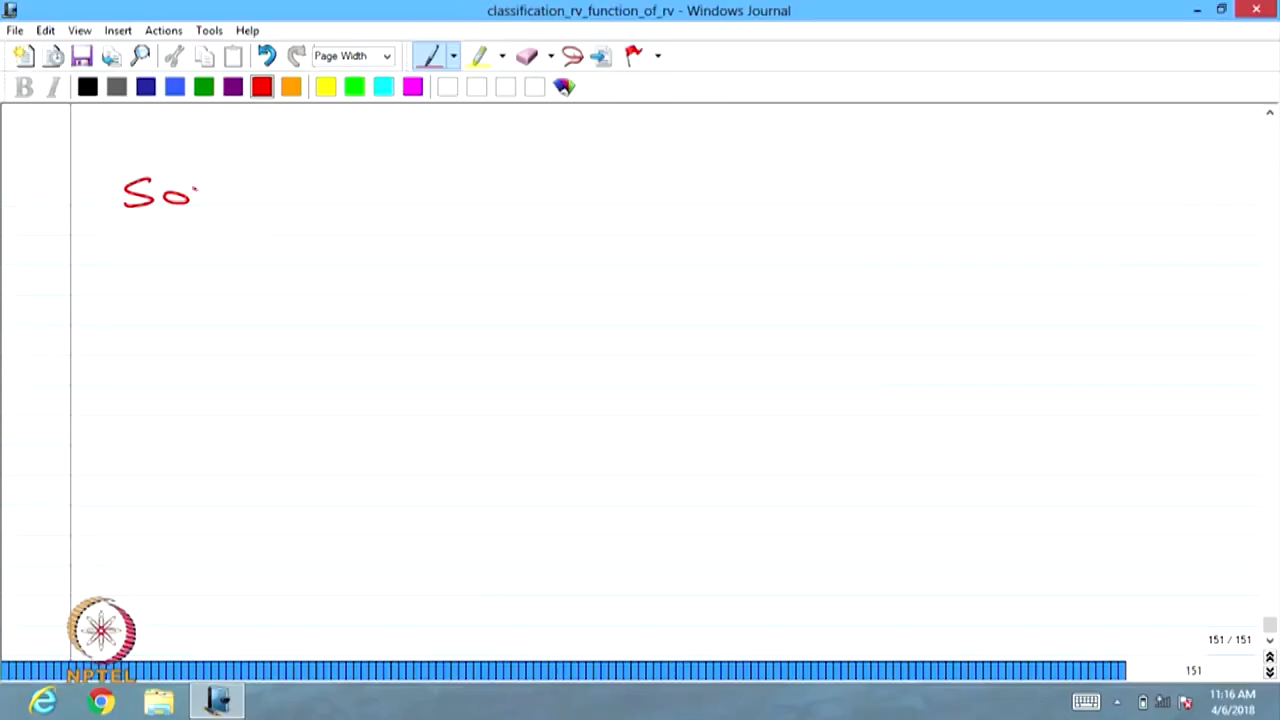 classification_rv_function_of_rv - Windows Journal
File Edit View Insert Actions Tools Help
Page Width
B I
So
151 / 151
151
NPTEL
11:16 AM
4/6/2018